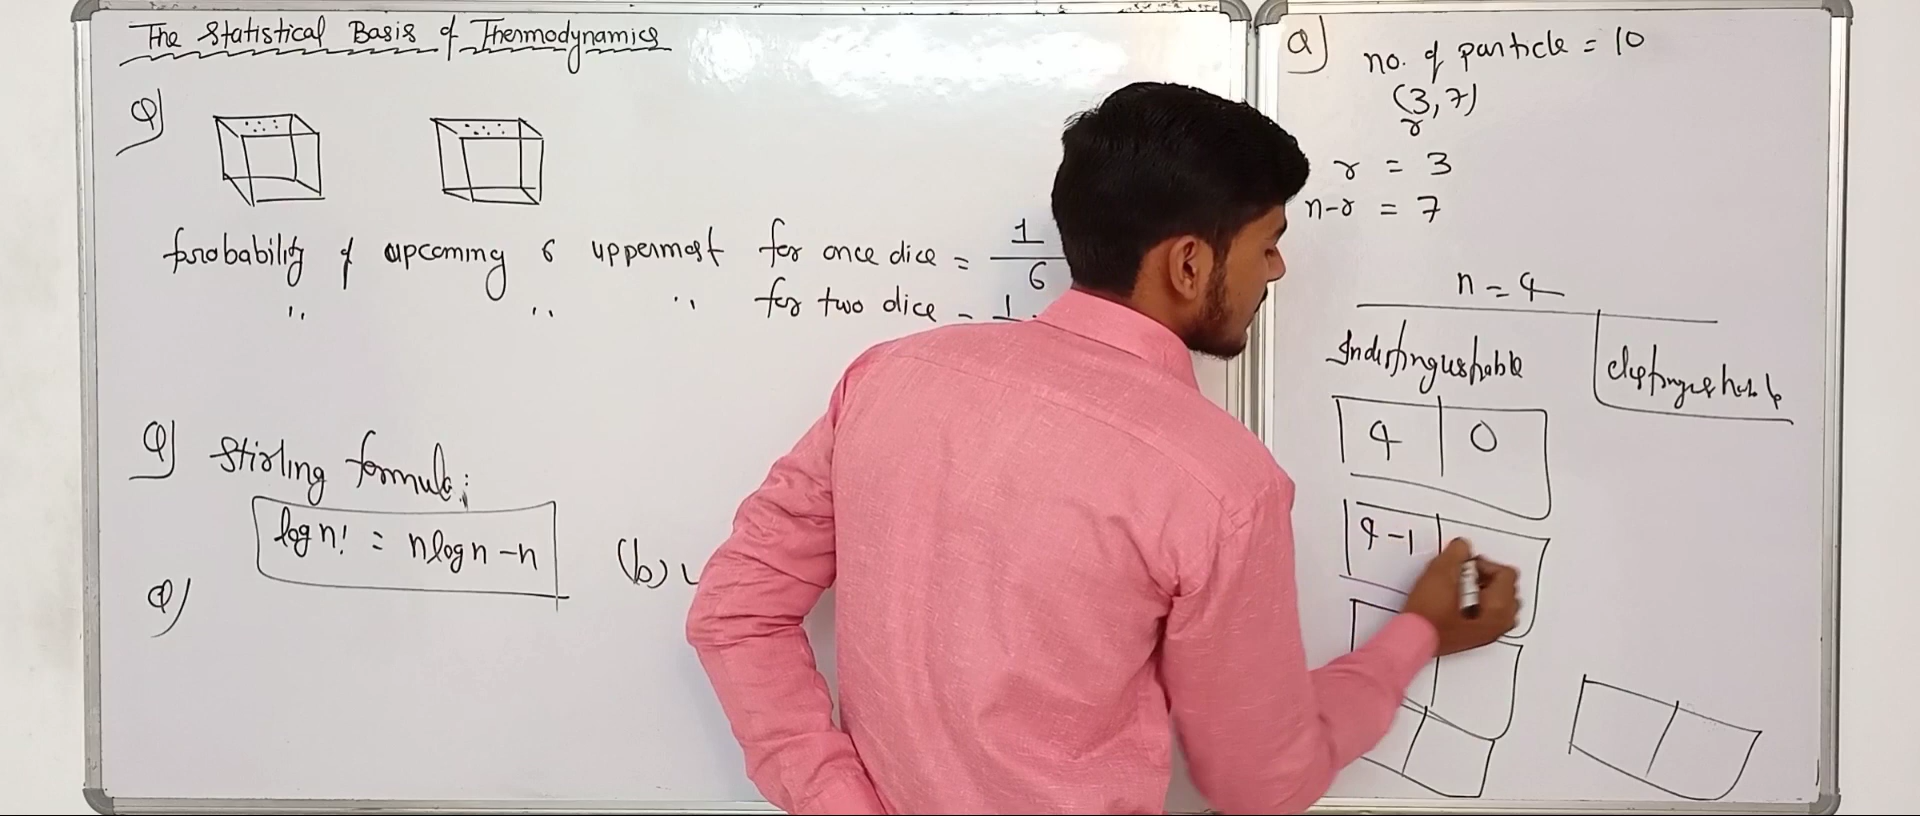 The Statistical Basis of Thermodynamics
Q)
probability of upcoming 6 uppermost for once dice = 1/6
" " " for two dice = 1
Q) Stirling formula:
log n! = n log n - n
(b)
Q)
a) no. of particle = 10
(3, 7)
r
r = 3
n-r = 7
n = 4
Indistinguishable
distinguishable
4 | 0
4-1